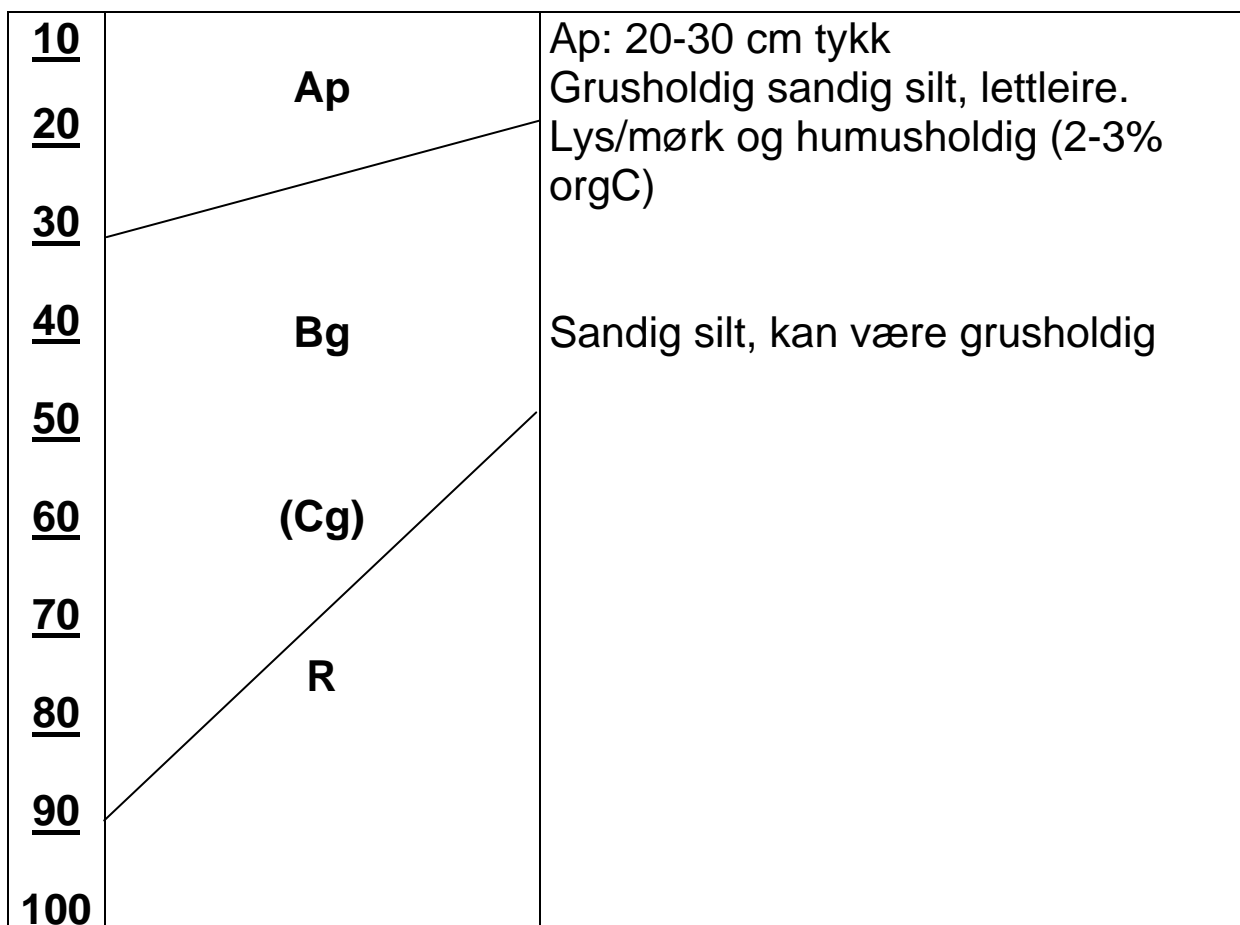 10
Ap: 20-30 cm tykk
Ap
Grusholdig sandig silt, lettleire.
20
Lys/mørk og humusholdig (2-3%
orgC)
30
40
Bg
Sandig silt, kan være grusholdig
50
60
(Cg)
70
R
80
90
100